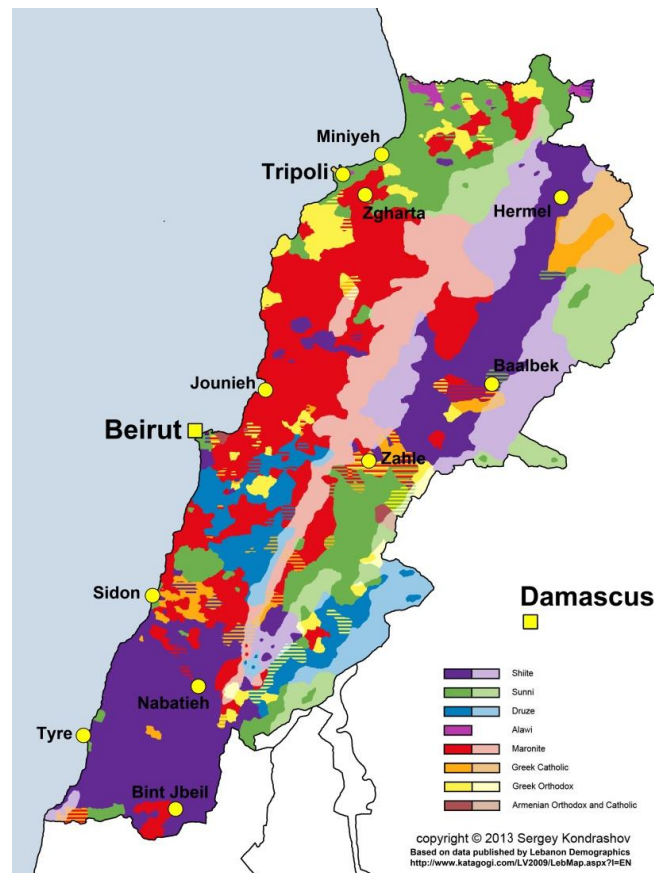 Miniyeh
Tripoli
Zgharta
Hermel
Jounieh
Baalbek
Beirut
Zahle
Sidon
Damascus
Nabatieh
Tyre
Bint Jbeil
Shiite
Sunni
Druze
Alawi
Maronite
Greek Catholic
Greek Orthodox
Armenian Orthodox and Catholic
copyright © 2013 Sergey Kondrashov
Based on data published by Lebanon Demographics
http://www.katagogi.com/LV2009/LebMap.aspx?l=EN